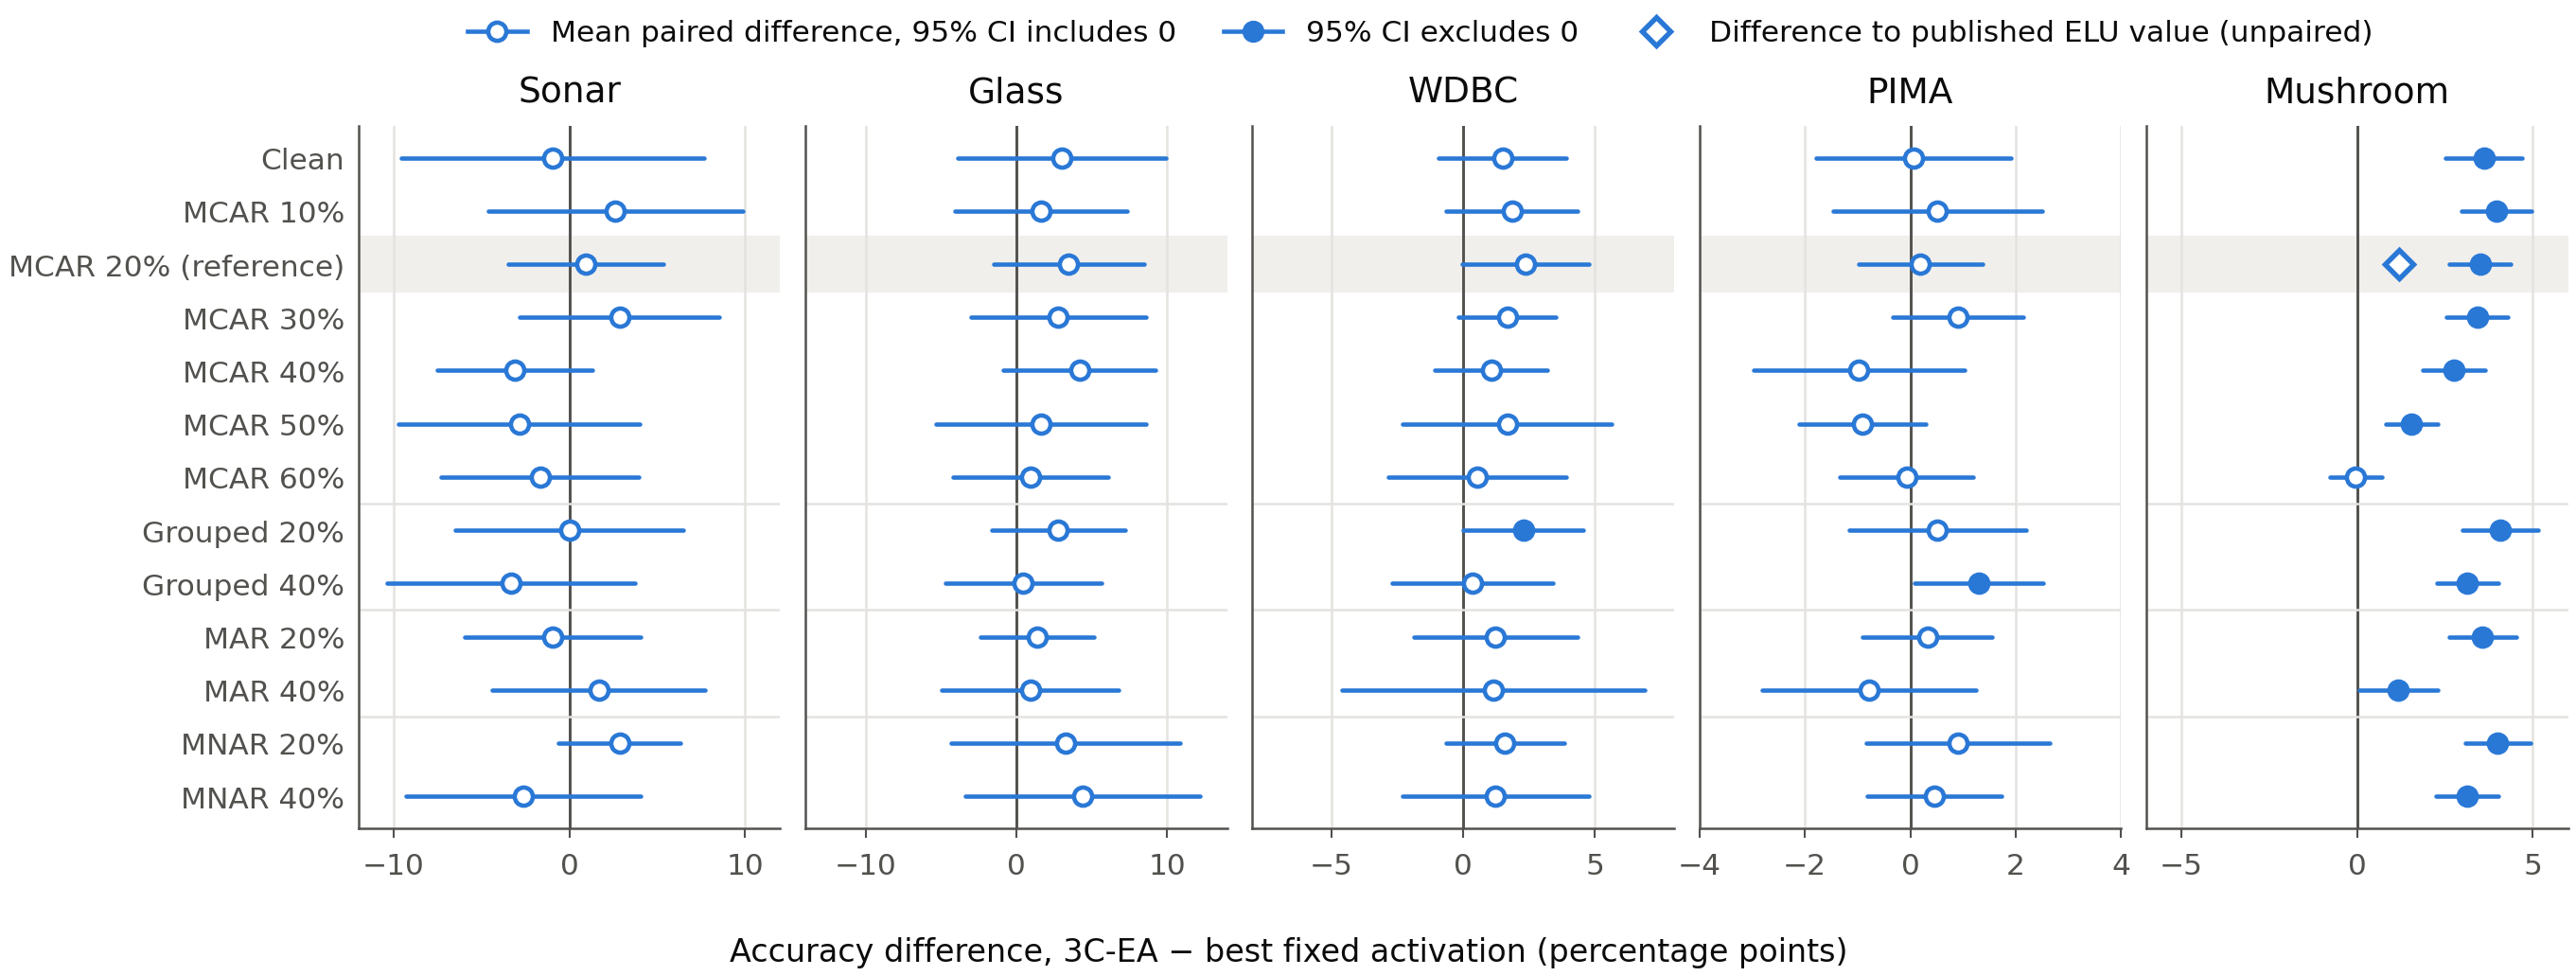 Mean paired difference, 95% CI includes 0
95% CI excludes 0
Difference to published ELU value (unpaired)
Sonar
Glass
WDBC
PIMA
Mushroom
Clean
MCAR 10%
MCAR 20% (reference)
MCAR 30%
MCAR 40%
MCAR 50%
MCAR 60%
Grouped 20%
Grouped 40%
MAR 20%
MAR 40%
MNAR 20%
MNAR 40%
−10 0 10
−10 0 10
−5 0 5
−4 −2 0 2 4
−5 0 5
Accuracy difference, 3C-EA − best fixed activation (percentage points)